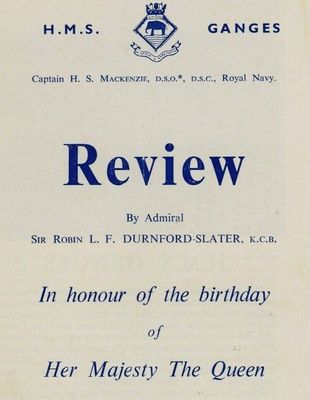 H.M.S. GANGES
Captain H. S. MACKENZIE, D.S.O.*, D.S.C., Royal Navy.
Review
By Admiral
SIR ROBIN L. F. DURNFORD-SLATER, K.C.B.
In honour of the birthday
of
Her Majesty The Queen